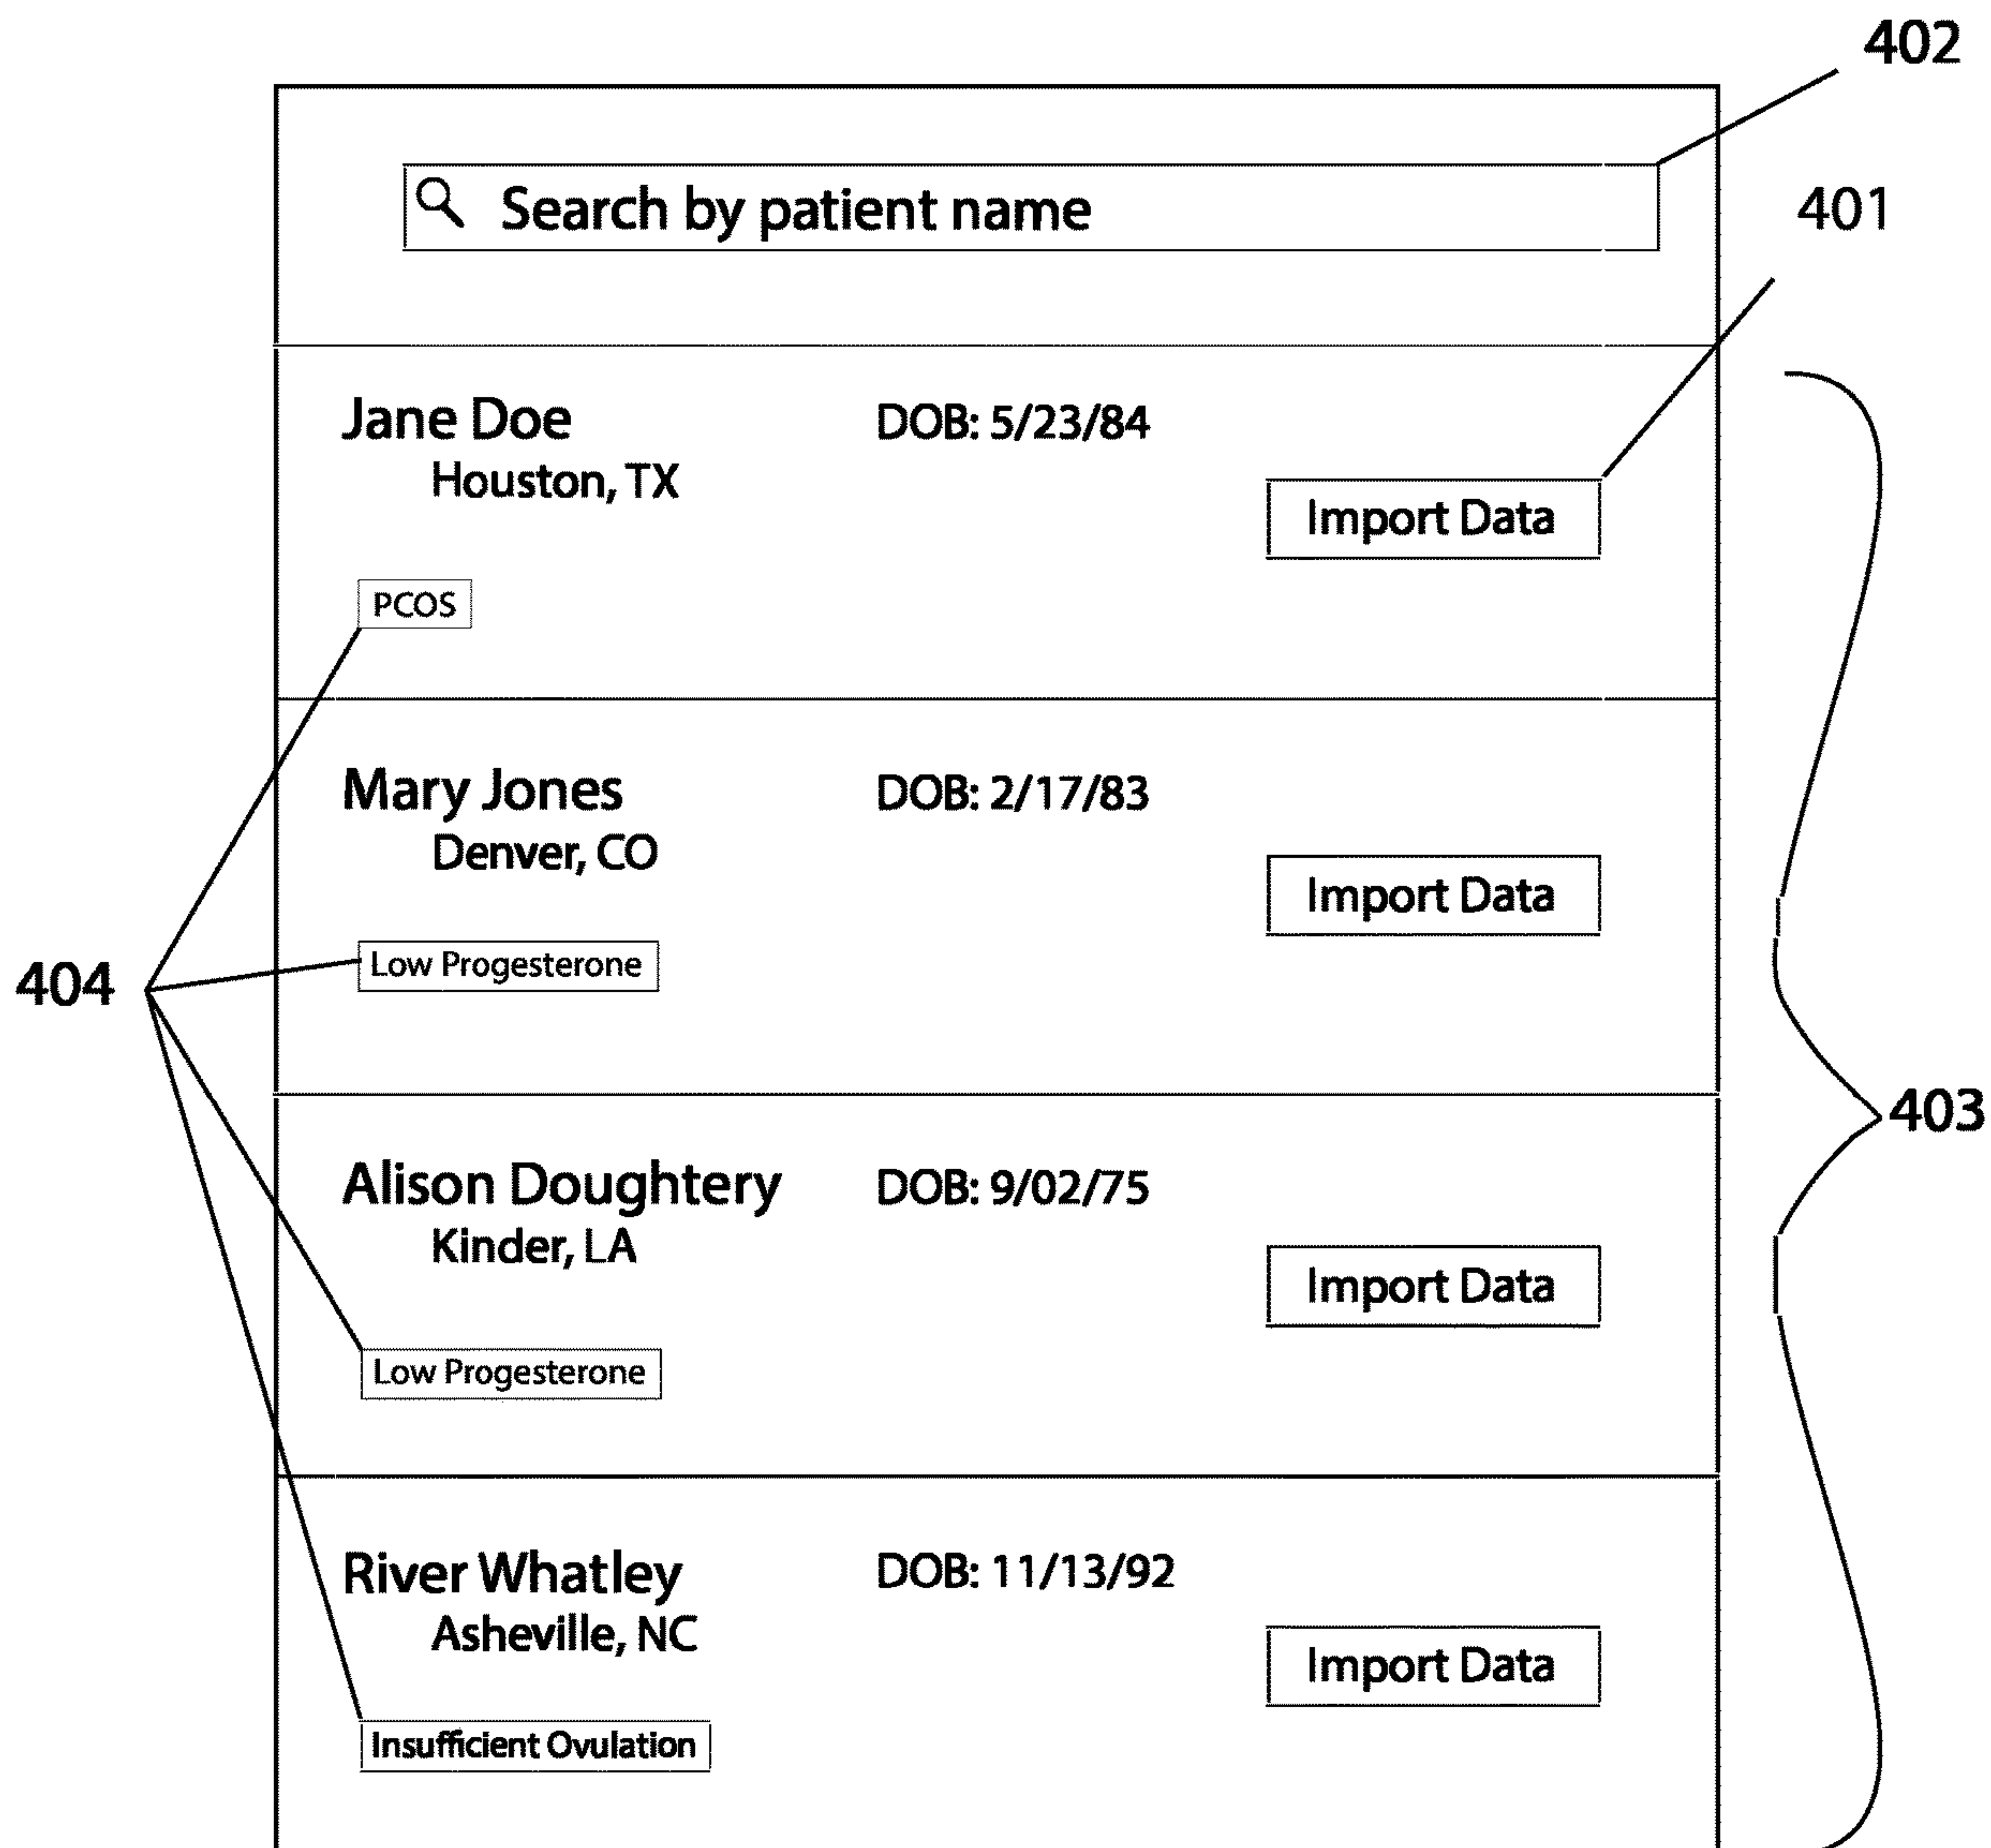 402
Search by patient name
401
Jane Doe
DOB: 5/23/84
Houston, TX
Import Data
PCOS
Mary Jones
DOB: 2/17/83
Denver, CO
Import Data
Low Progesterone
404
403
Alison Doughtery
DOB: 9/02/75
Kinder, LA
Import Data
Low Progesterone
River Whatley
DOB: 11/13/92
Asheville, NC
Import Data
Insufficient Ovulation